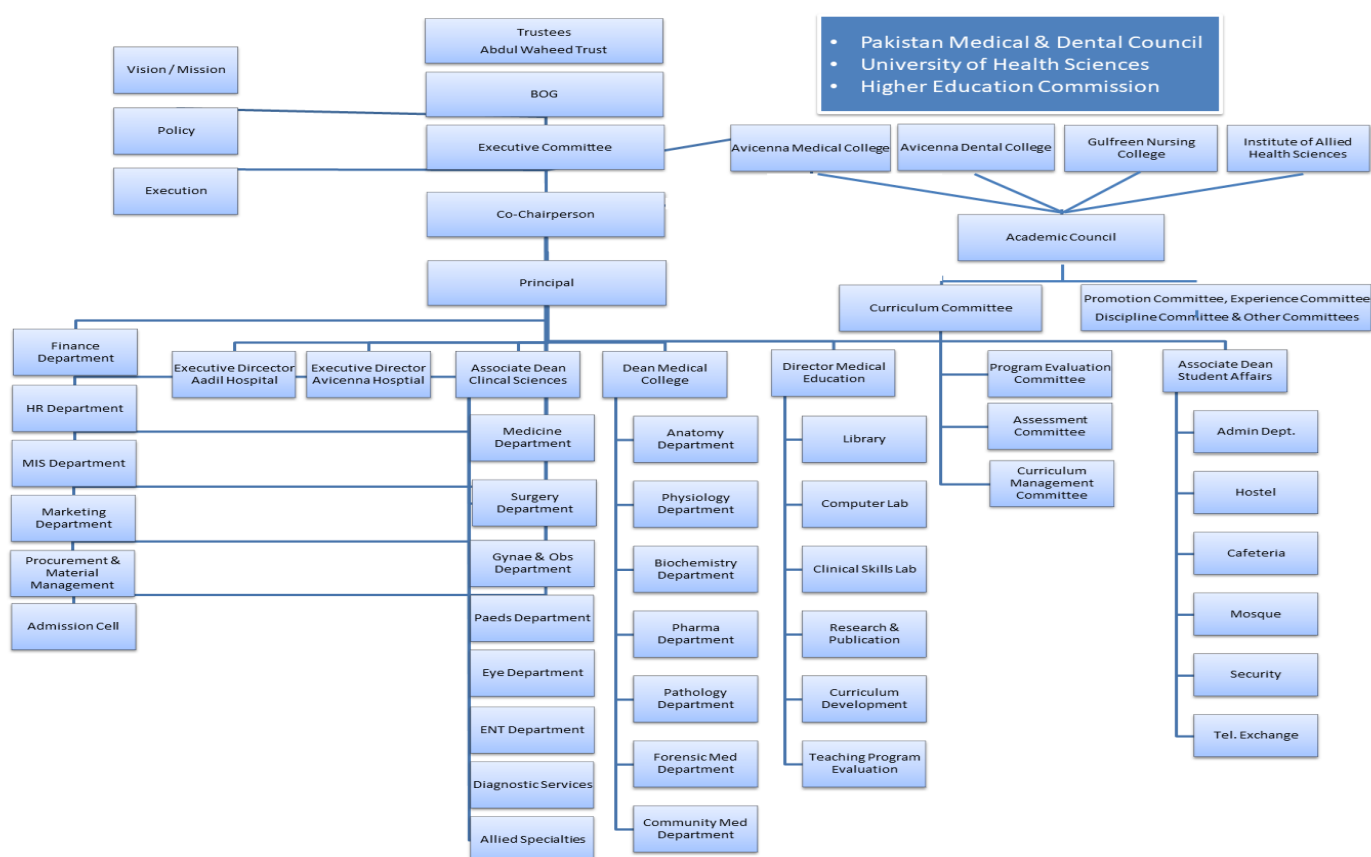 Trustees
Abdul Waheed Trust
• Pakistan Medical & Dental Council
• University of Health Sciences
• Higher Education Commission
Vision / Mission
BOG
Policy
Executive Committee
Execution
Avicenna Medical College
Avicenna Dental College
Gulfreen Nursing
College
Institute of Allied
Health Sciences
Co-Chairperson
Academic Council
Principal
Curriculum Committee
Promotion Committee, Experience Committee
Discipline Committee & Other Committees
Finance
Department
HR Department
MIS Department
Marketing
Department
Procurement &
Material
Management
Admission Cell
Executive Dircector
Aadil Hospital
Executive Director
Avicenna Hosptial
Associate Dean
Clincal Sciences
Medicine
Department
Surgery
Department
Gynae & Obs
Department
Paeds Department
Eye Department
ENT Department
Diagnostic Services
Allied Specialties
Dean Medical
College
Anatomy
Department
Physiology
Department
Biochemistry
Department
Pharma
Department
Pathology
Department
Forensic Med
Department
Community Med
Department
Director Medical
Education
Library
Computer Lab
Clinical Skills Lab
Research &
Publication
Curriculum
Development
Teaching Program
Evaluation
Program Evaluation
Committee
Assessment
Committee
Curriculum
Management
Committee
Associate Dean
Student Affairs
Admin Dept.
Hostel
Cafeteria
Mosque
Security
Tel. Exchange